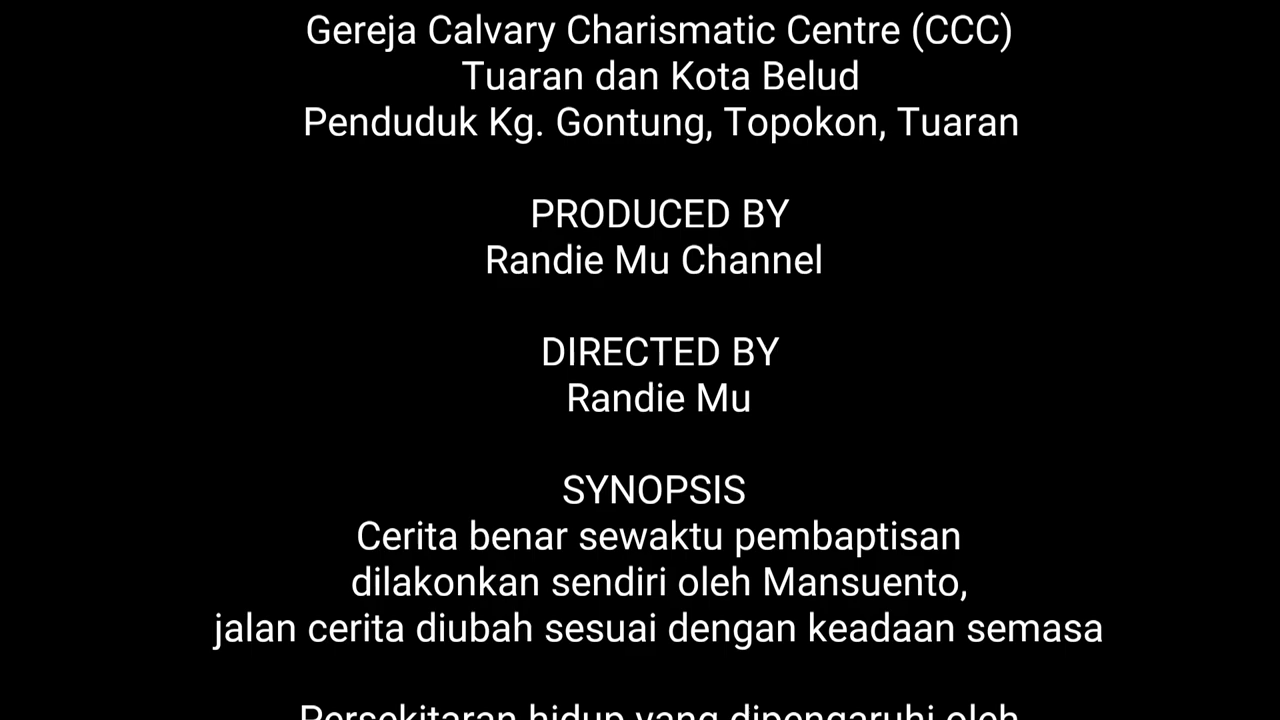 Gereja Calvary Charismatic Centre (CCC)
Tuaran dan Kota Belud
Penduduk Kg. Gontung, Topokon, Tuaran
PRODUCED BY
Randie Mu Channel
DIRECTED BY
Randie Mu
SYNOPSIS
Cerita benar sewaktu pembaptisan
dilakonkan sendiri oleh Mansuento,
jalan cerita diubah sesuai dengan keadaan semasa
Persekitaran hidup yang dipengaruhi oleh